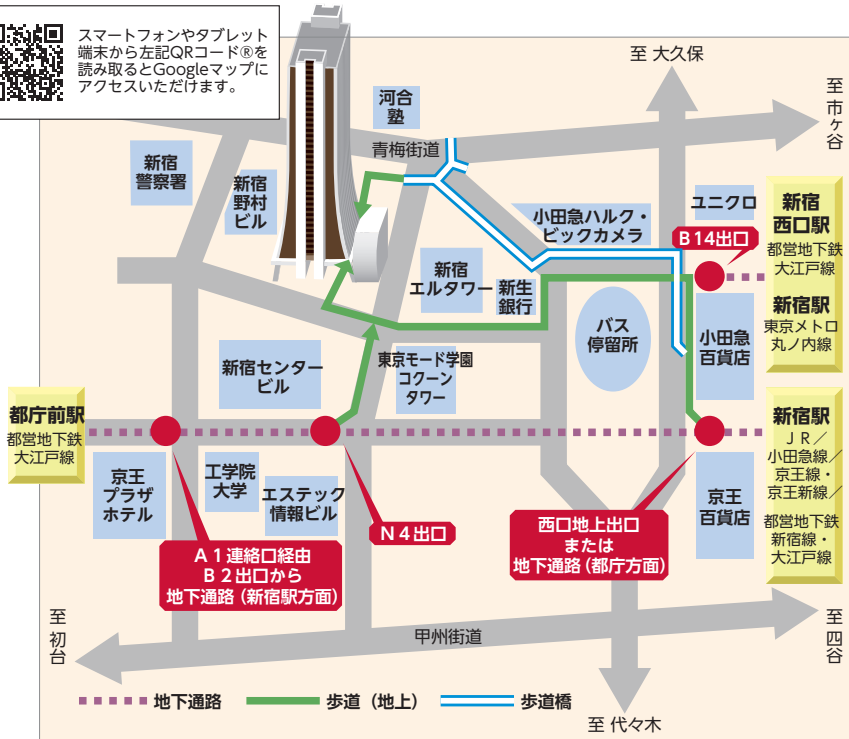 スマートフォンやタブレット
端末から左記QRコード®を
読み取るとGoogleマップに
アクセスいただけます。
至 大久保
至
市
ケ
谷
河合
塾
青梅街道
新宿
警察署
新宿
野村
ビル
小田急ハルク・
ビックカメラ
ユニクロ
B14出口
新宿
西口駅
都営地下鉄
大江戸線
新宿駅
東京メトロ
丸ノ内線
新宿
エルタワー
新生
銀行
バス
停留所
小田急
百貨店
新宿センター
ビル
東京モード学園
コクーン
タワー
都庁前駅
都営地下鉄
大江戸線
新宿駅
JR/
小田急線/
京王線・
京王新線/
都営地下鉄
新宿線・
大江戸線
京王
プラザ
ホテル
工学院
大学
エステック
情報ビル
京王
百貨店
N4出口
西口地上出口
または
地下通路(都庁方面)
A1連絡口経由
B2出口から
地下通路(新宿駅方面)
至
初台
甲州街道
至
四谷
地下通路
歩道(地上)
歩道橋
至 代々木